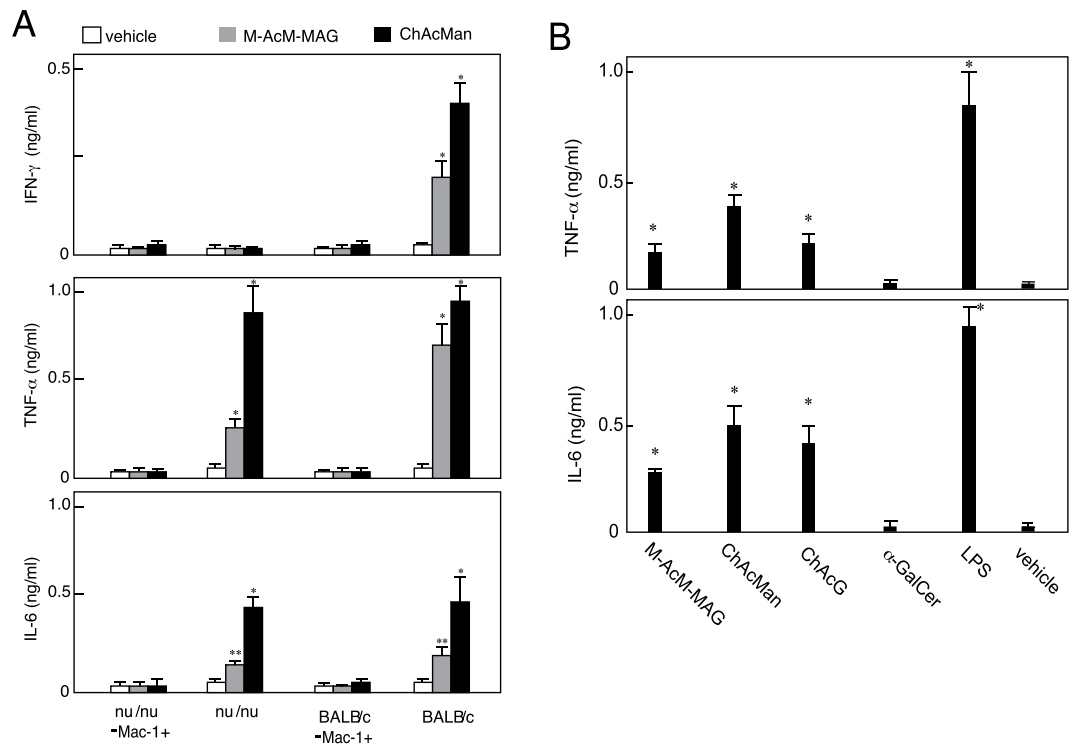 A
B
vehicle M-AcM-MAG ChAcMan
IFN-γ (ng/ml)
0.5
0
*
*
TNF-α (ng/ml)
1.0
0.5
0
*
*
*
*
IL-6 (ng/ml)
1.0
0.5
0
**
*
**
*
nu/nu
-Mac-1+
nu/nu
BALB/c
-Mac-1+
BALB/c
TNF-α (ng/ml)
1.0
0.5
0
*
*
*
*
IL-6 (ng/ml)
1.0
0.5
0
*
*
*
*
M-AcM-MAG
ChAcMan
ChAcG
α-GalCer
LPS
vehicle